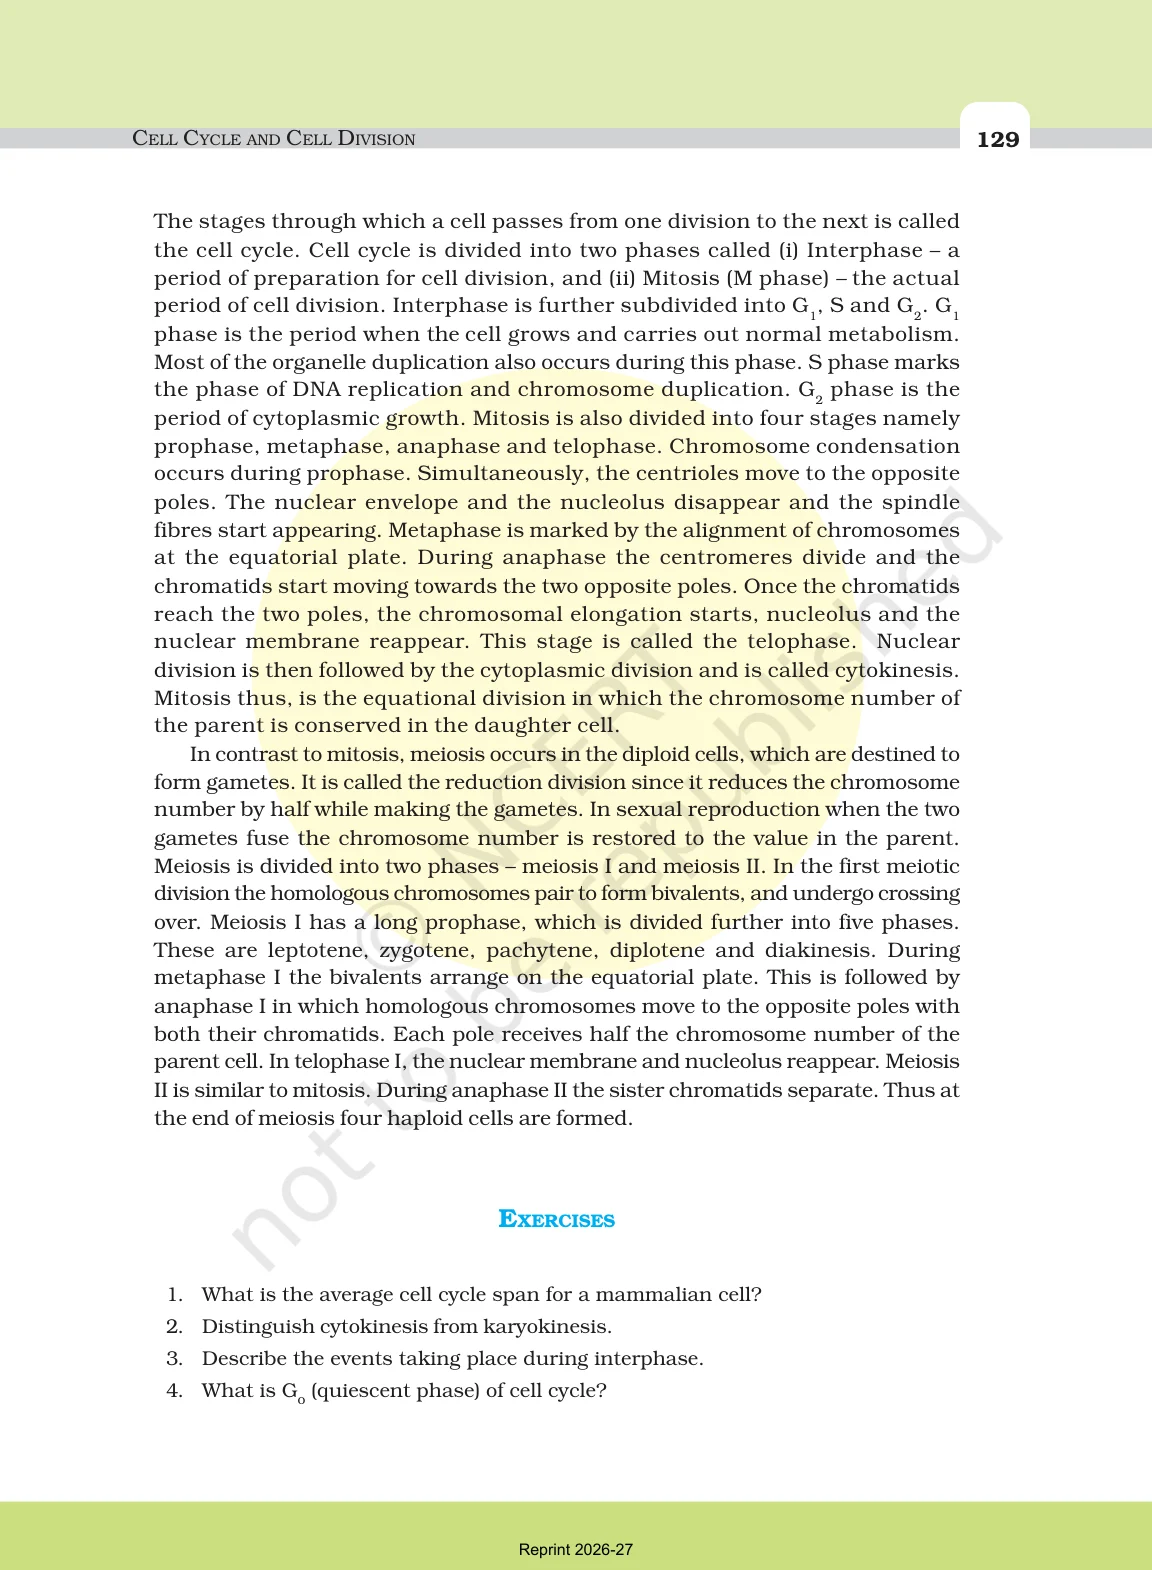 CELL CYCLE AND CELL DIVISION
129
The stages through which a cell passes from one division to the next is called
the cell cycle. Cell cycle is divided into two phases called (i) Interphase – a
period of preparation for cell division, and (ii) Mitosis (M phase) – the actual
period of cell division. Interphase is further subdivided into G₁, S and G₂. G₁
phase is the period when the cell grows and carries out normal metabolism.
Most of the organelle duplication also occurs during this phase. S phase marks
the phase of DNA replication and chromosome duplication. G₂ phase is the
period of cytoplasmic growth. Mitosis is also divided into four stages namely
prophase, metaphase, anaphase and telophase. Chromosome condensation
occurs during prophase. Simultaneously, the centrioles move to the opposite
poles. The nuclear envelope and the nucleolus disappear and the spindle
fibres start appearing. Metaphase is marked by the alignment of chromosomes
at the equatorial plate. During anaphase the centromeres divide and the
chromatids start moving towards the two opposite poles. Once the chromatids
reach the two poles, the chromosomal elongation starts, nucleolus and the
nuclear membrane reappear. This stage is called the telophase. Nuclear
division is then followed by the cytoplasmic division and is called cytokinesis.
Mitosis thus, is the equational division in which the chromosome number of
the parent is conserved in the daughter cell.
In contrast to mitosis, meiosis occurs in the diploid cells, which are destined to
form gametes. It is called the reduction division since it reduces the chromosome
number by half while making the gametes. In sexual reproduction when the two
gametes fuse the chromosome number is restored to the value in the parent.
Meiosis is divided into two phases – meiosis I and meiosis II. In the first meiotic
division the homologous chromosomes pair to form bivalents, and undergo crossing
over. Meiosis I has a long prophase, which is divided further into five phases.
These are leptotene, zygotene, pachytene, diplotene and diakinesis. During
metaphase I the bivalents arrange on the equatorial plate. This is followed by
anaphase I in which homologous chromosomes move to the opposite poles with
both their chromatids. Each pole receives half the chromosome number of the
parent cell. In telophase I, the nuclear membrane and nucleolus reappear. Meiosis
II is similar to mitosis. During anaphase II the sister chromatids separate. Thus at
the end of meiosis four haploid cells are formed.
© NCERT
not to be republished
EXERCISES
1. What is the average cell cycle span for a mammalian cell?
2. Distinguish cytokinesis from karyokinesis.
3. Describe the events taking place during interphase.
4. What is G₀ (quiescent phase) of cell cycle?
Reprint 2026-27